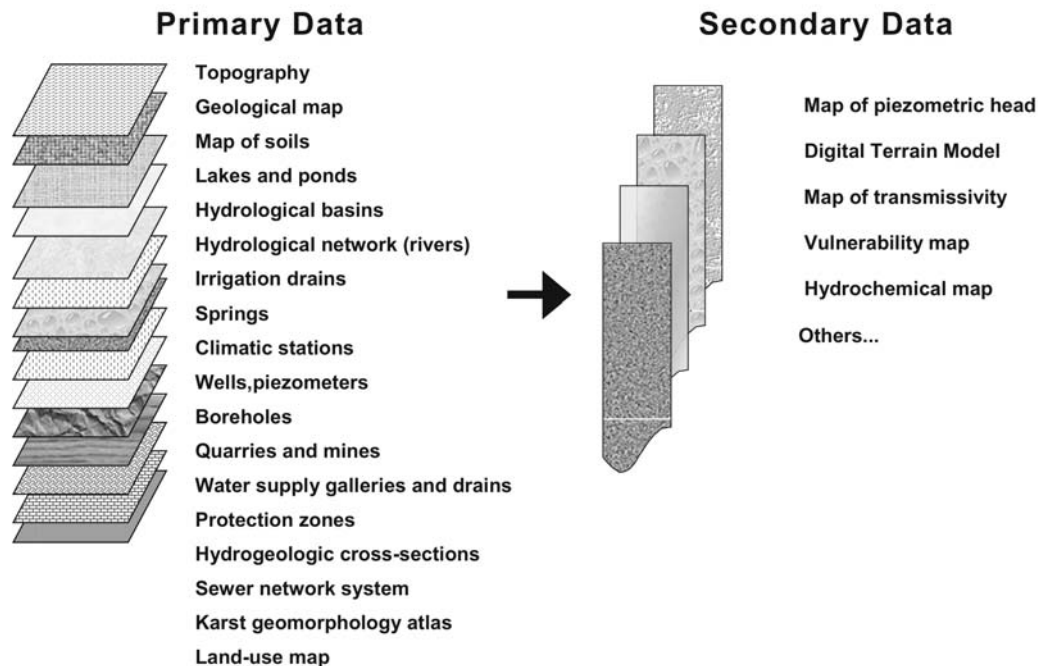 Primary Data
Topography
Geological map
Map of soils
Lakes and ponds
Hydrological basins
Hydrological network (rivers)
Irrigation drains
Springs
Climatic stations
Wells,piezometers
Boreholes
Quarries and mines
Water supply galleries and drains
Protection zones
Hydrogeologic cross-sections
Sewer network system
Karst geomorphology atlas
Land-use map
Secondary Data
Map of piezometric head
Digital Terrain Model
Map of transmissivity
Vulnerability map
Hydrochemical map
Others...